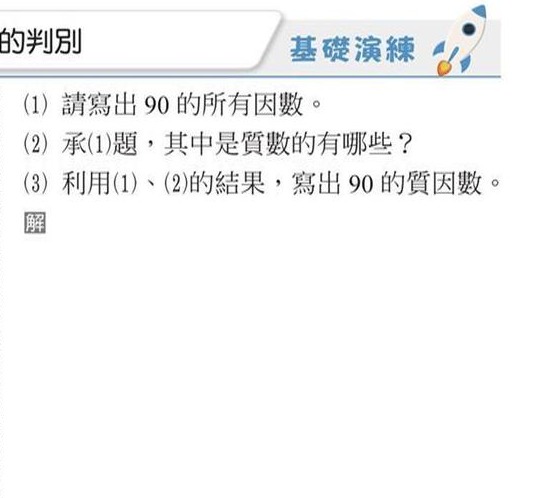 的判別
基礎演練
(1) 請寫出 90 的所有因數。
(2) 承(1)題，其中是質數的有哪些？
(3) 利用(1)、(2)的結果，寫出 90 的質因數。
解